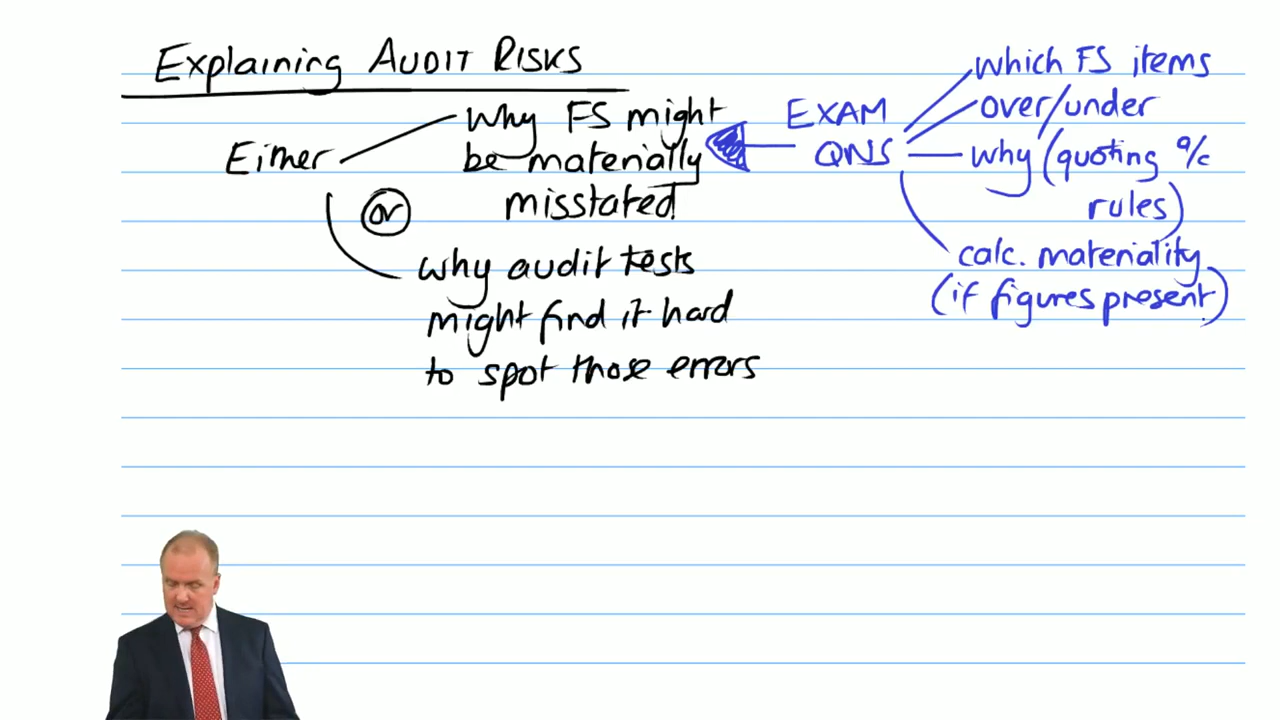 Explaining AUDIT RISKS
Either
why FS might
be materially
misstated
or
why audit tests
might find it hard
to spot those errors
EXAM
QNS
which FS items
over/under
why (quoting a/c
rules)
calc. materiality
(if figures present)